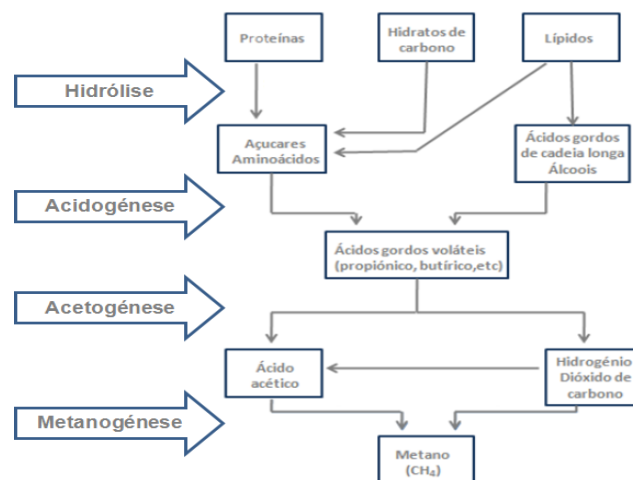 Proteínas
Hidratos de
carbono
Lípidos
Hidrólise
Açucares
Aminoácidos
Ácidos gordos
de cadeia longa
Álcoois
Acidogénese
Ácidos gordos voláteis
(propiónico, butírico,etc)
Acetogénese
Ácido
acético
Hidrogénio
Dióxido de
carbono
Metanogénese
Metano
(CH₄)